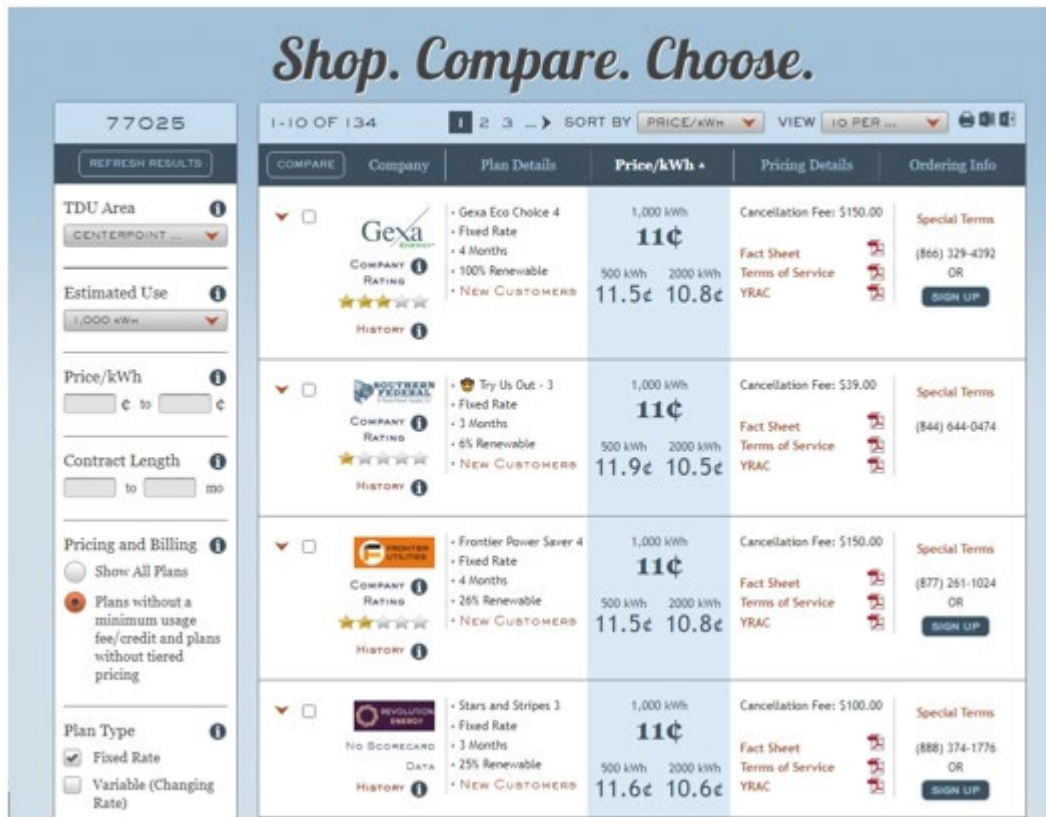 Shop. Compare. Choose.
77025
REFRESH RESULTS
TDU Area
CENTERPOINT ...
Estimated Use
1,000 kWh
Price/kWh
¢ to ¢
Contract Length
to mo
Pricing and Billing
Show All Plans
Plans without a
minimum usage
fee/credit and plans
without tiered
pricing
Plan Type
Fixed Rate
Variable (Changing
Rate)
1-10 OF 134 1 2 3 ... SORT BY PRICE/kWh VIEW 10 PER ...
COMPARE Company Plan Details Price/kWh Pricing Details Ordering Info
Gexa
COMPANY
RATING
HISTORY
- Gexa Eco Choice 4
- Fixed Rate
- 4 Months
- 100% Renewable
- NEW CUSTOMERS
1,000 kWh
11¢
500 kWh 2000 kWh
11.5¢ 10.8¢
Cancellation Fee: $150.00
Fact Sheet
Terms of Service
YRAC
Special Terms
(866) 329-4392
OR
SIGN UP
SOUTHERN
FEDERAL
COMPANY
RATING
HISTORY
- 🤠 Try Us Out - 3
- Fixed Rate
- 3 Months
- 6% Renewable
- NEW CUSTOMERS
1,000 kWh
11¢
500 kWh 2000 kWh
11.9¢ 10.5¢
Cancellation Fee: $39.00
Fact Sheet
Terms of Service
YRAC
Special Terms
(844) 644-0474
FRONTIER
UTILITIES
COMPANY
RATING
HISTORY
- Frontier Power Saver 4
- Fixed Rate
- 4 Months
- 26% Renewable
- NEW CUSTOMERS
1,000 kWh
11¢
500 kWh 2000 kWh
11.5¢ 10.8¢
Cancellation Fee: $150.00
Fact Sheet
Terms of Service
YRAC
Special Terms
(877) 261-1024
OR
SIGN UP
REVOLUTION
ENERGY
NO SCORECARD
DATA
HISTORY
- Stars and Stripes 3
- Fixed Rate
- 3 Months
- 25% Renewable
- NEW CUSTOMERS
1,000 kWh
11¢
500 kWh 2000 kWh
11.6¢ 10.6¢
Cancellation Fee: $100.00
Fact Sheet
Terms of Service
YRAC
Special Terms
(888) 374-1776
OR
SIGN UP